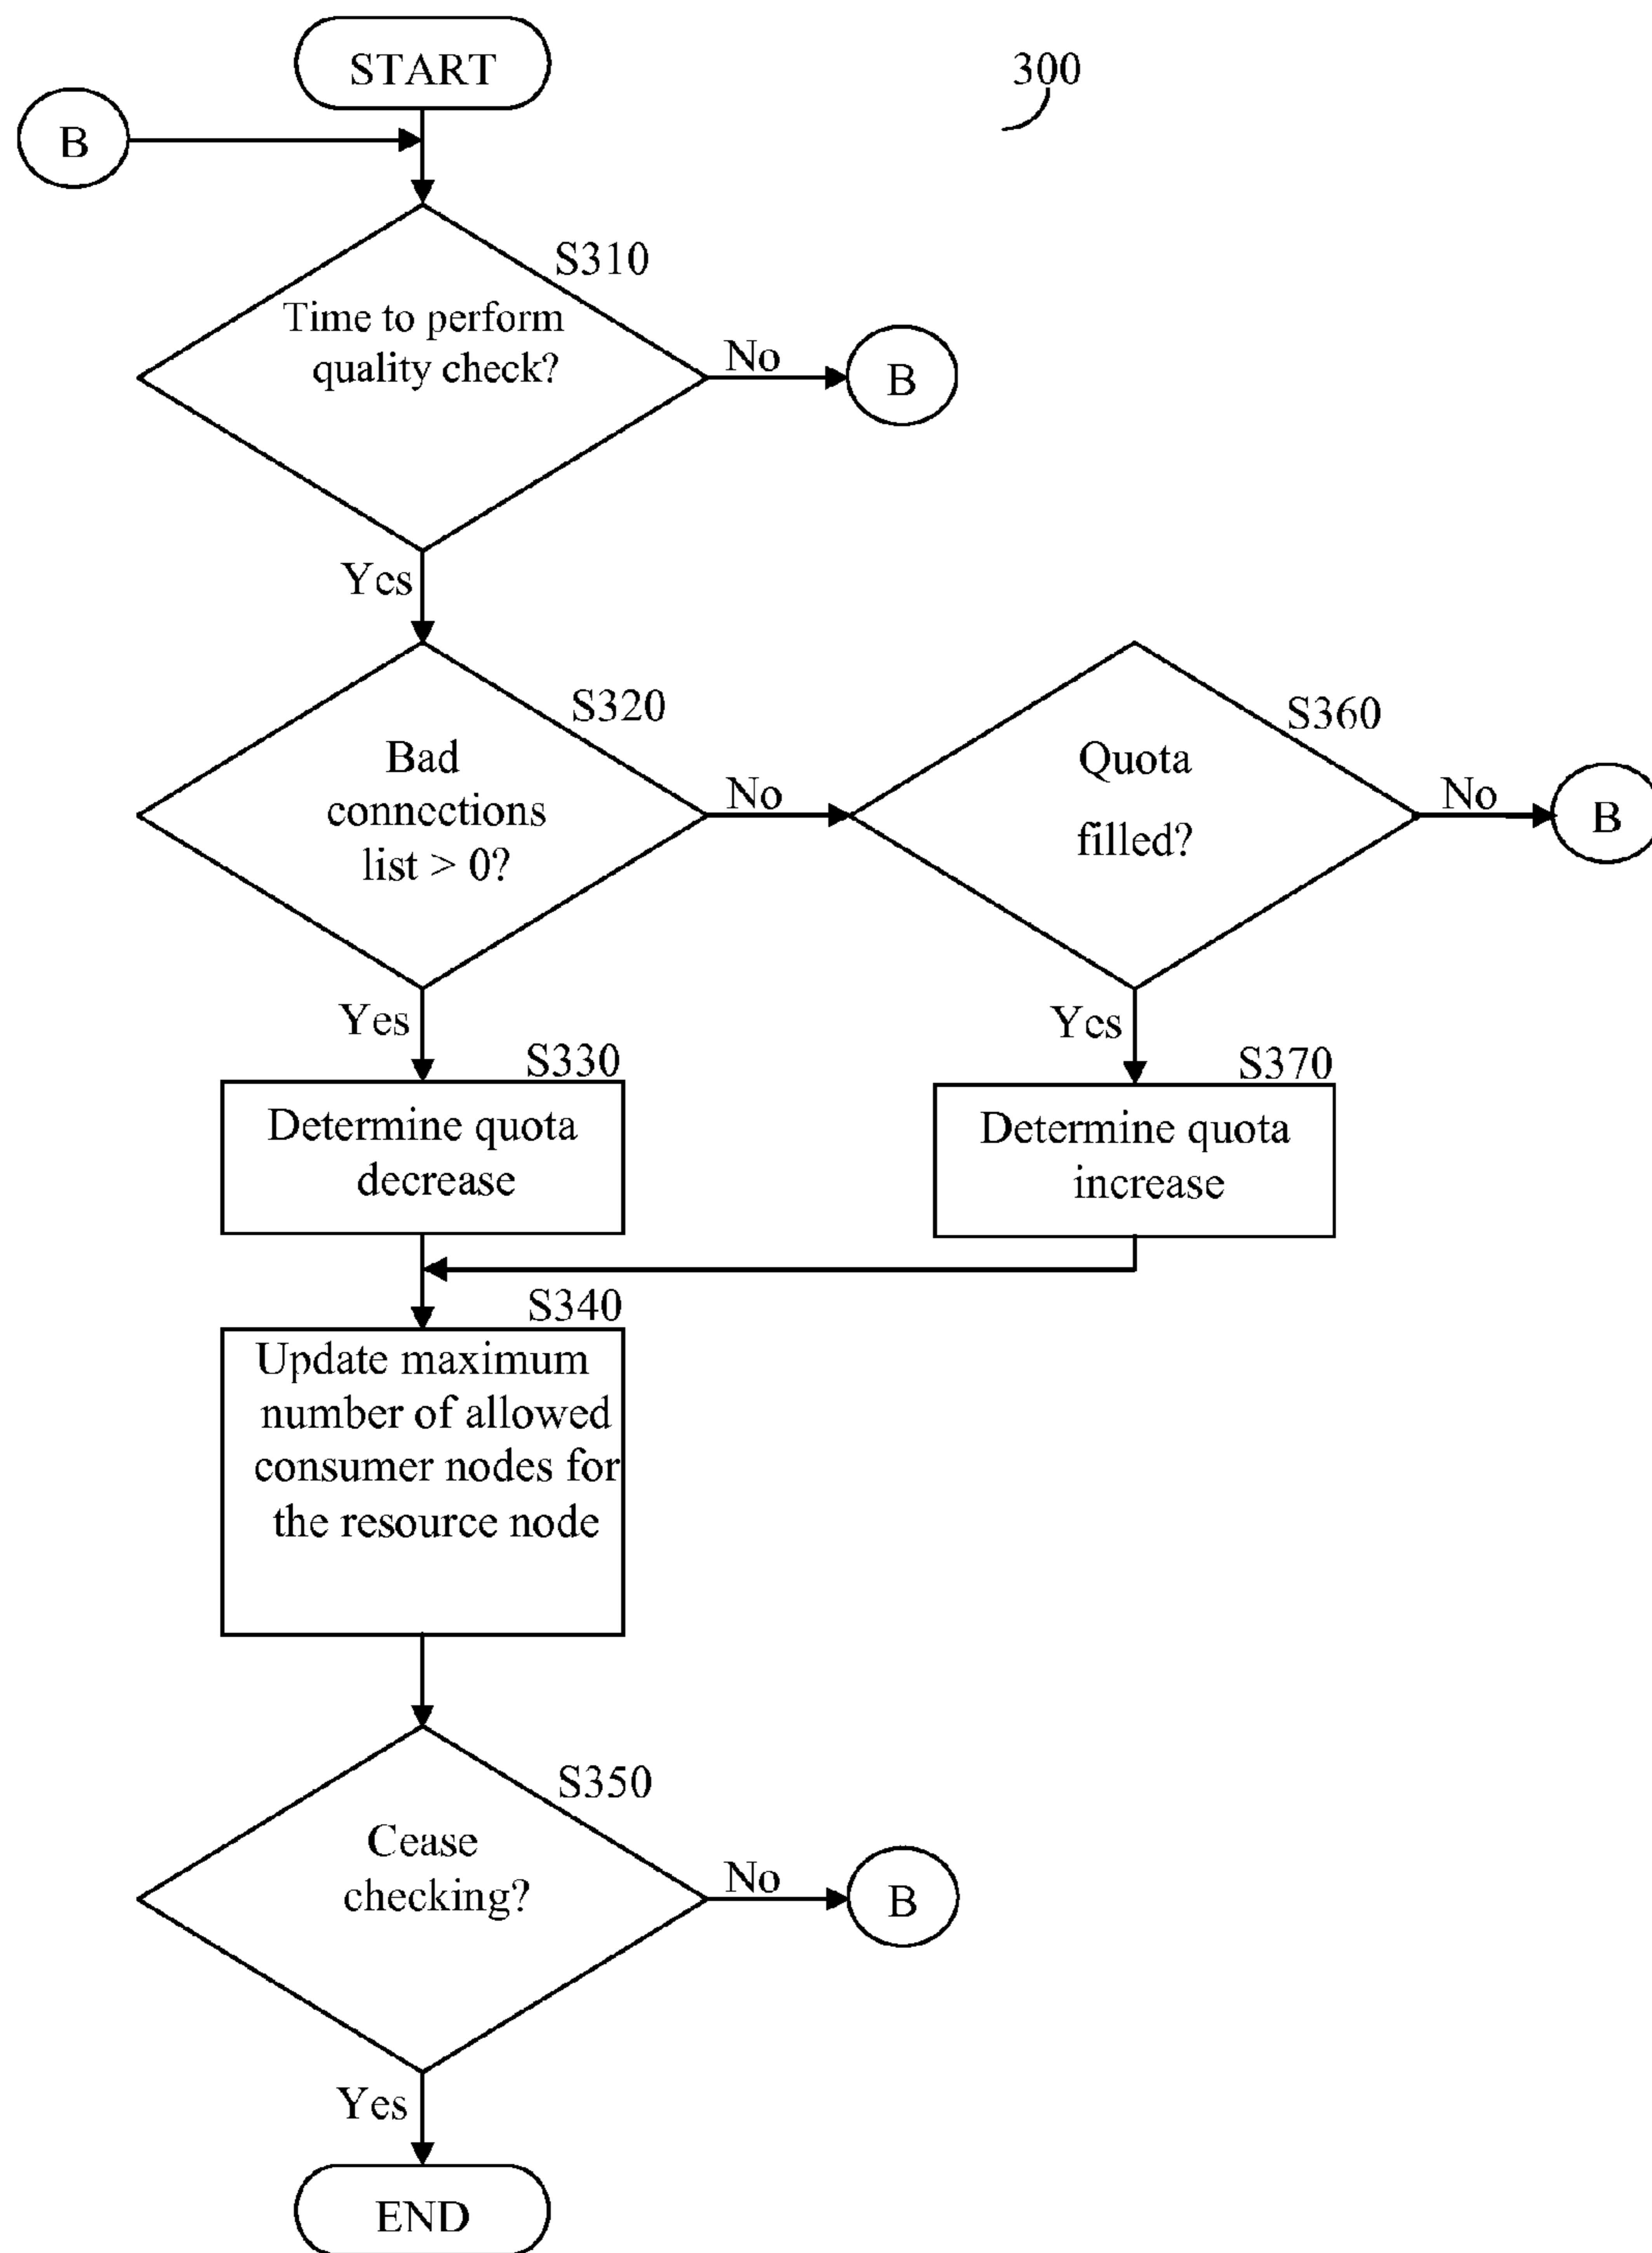 START
300
B
S310
Time to perform
quality check?
No
B
Yes
S320
Bad
connections
list > 0?
No
S360
Quota
filled?
No
B
Yes
Yes
S330
Determine quota
decrease
S370
Determine quota
increase
S340
Update maximum
number of allowed
consumer nodes for
the resource node
S350
Cease
checking?
No
B
Yes
END